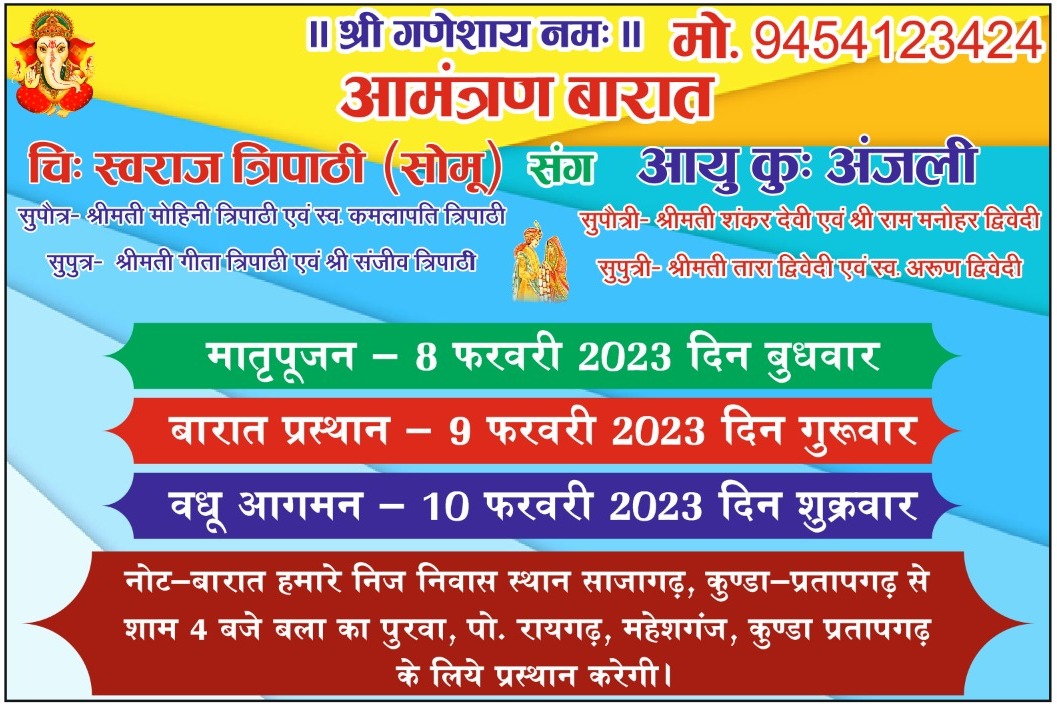 ॥ श्री गणेशाय नमः ॥
मो. 9454123424
आमंत्रण बारात
चिः स्वराज त्रिपाठी (सोमू) संग आयु कुः अंजली
सुपौत्र- श्रीमती मोहिनी त्रिपाठी एवं स्व. कमलापति त्रिपाठी
सुपुत्र- श्रीमती गीता त्रिपाठी एवं श्री संजीव त्रिपाठी
सुपौत्री- श्रीमती शंकर देवी एवं श्री राम मनोहर द्विवेदी
सुपुत्री- श्रीमती तारा द्विवेदी एवं स्व. अरूण द्विवेदी
मातृपूजन – 8 फरवरी 2023 दिन बुधवार
बारात प्रस्थान – 9 फरवरी 2023 दिन गुरूवार
वधू आगमन – 10 फरवरी 2023 दिन शुक्रवार
नोट–बारात हमारे निज निवास स्थान साजागढ़, कुण्डा–प्रतापगढ़ से
शाम 4 बजे बला का पुरवा, पो. रायगढ़, महेशगंज, कुण्डा प्रतापगढ़
के लिये प्रस्थान करेगी।